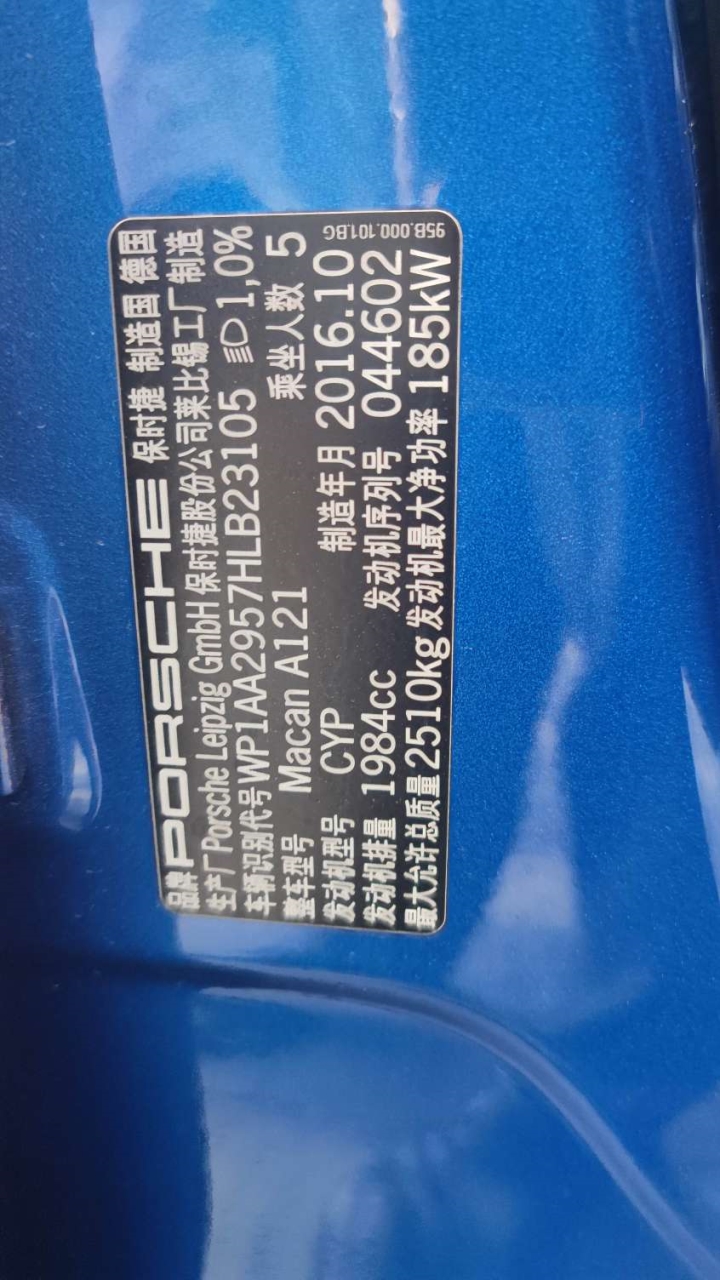 品牌 PORSCHE 保时捷 制造国 德国
生产厂 Porsche Leipzig GmbH 保时捷股份公司莱比锡工厂 制造
车辆识别代号 WP1AA2957HLB23105 1,0%
整车型号 Macan A121 乘坐人数 5
发动机型号 CYP 制造年月 2016.10
发动机排量 1984cc 发动机序列号 044602
最大允许总质量 2510kg 发动机最大净功率 185kW
95B.000.101.BG